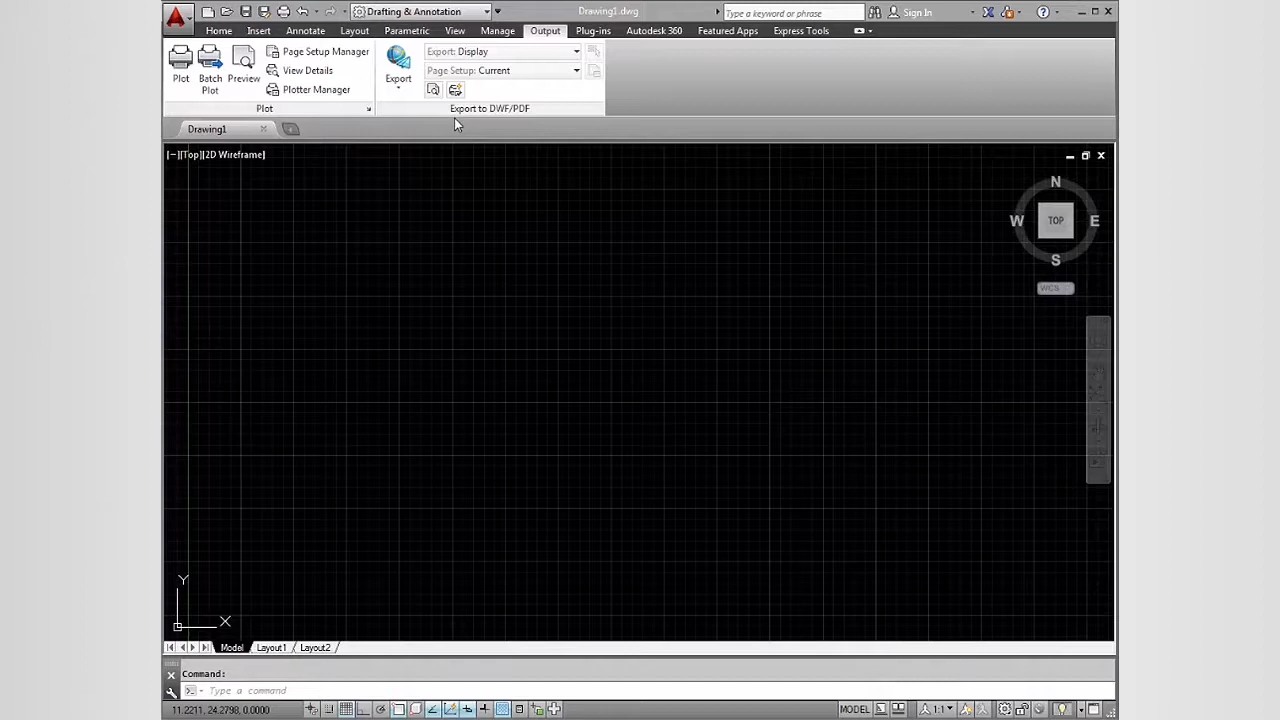 Drafting & Annotation
Drawing1.dwg
Type a keyword or phrase
Sign In
Home Insert Annotate Layout Parametric View Manage Output Plug-ins Autodesk 360 Featured Apps Express Tools
Plot
Batch Plot
Preview
Page Setup Manager
View Details
Plotter Manager
Plot
Export
Export: Display
Page Setup: Current
Export to DWF/PDF
Drawing1
[−][Top][2D Wireframe]
N
W TOP E
S
WCS
Y
X
Model Layout1 Layout2
Command:
Type a command
11.2211, 24.2798, 0.0000
MODEL
1:1